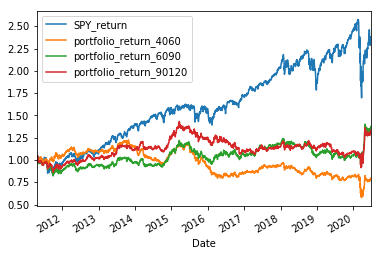 SPY_return
portfolio_return_4060
portfolio_return_6090
portfolio_return_90120
2.50
2.25
2.00
1.75
1.50
1.25
1.00
0.75
0.50
2012 2013 2014 2015 2016 2017 2018 2019 2020
Date